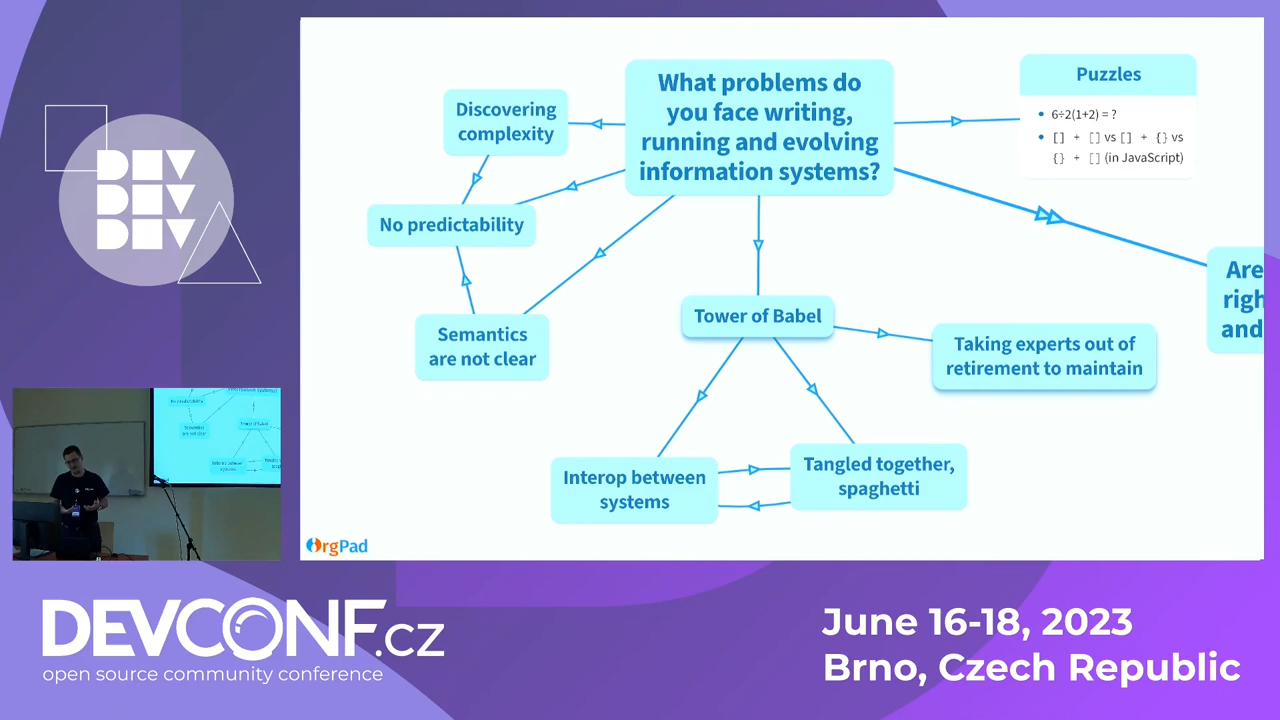 What problems do
you face writing,
running and evolving
information systems?
Discovering
complexity
No predictability
Semantics
are not clear
Tower of Babel
Taking experts out of
retirement to maintain
Interop between
systems
Tangled together,
spaghetti
Puzzles
• 6÷2(1+2) = ?
• [] + [] vs [] + {} vs
{} + [] (in JavaScript)
Are
righ
and
OrgPad
DEV
DEV
DEV
DEVCONF.cz
open source community conference
June 16-18, 2023
Brno, Czech Republic